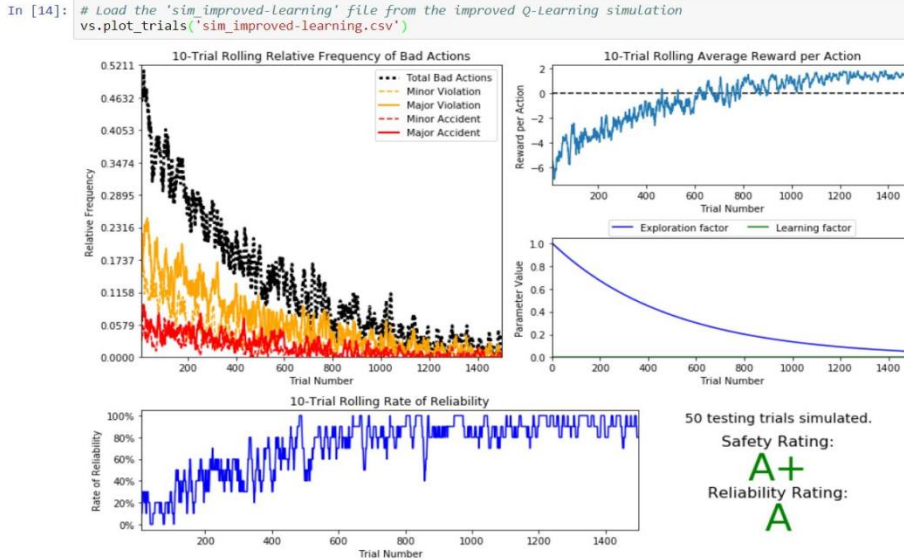 In [14]: # Load the 'sim_improved-learning' file from the improved Q-Learning simulation
vs.plot_trials('sim_improved-learning.csv')
10-Trial Rolling Relative Frequency of Bad Actions
0.5211
0.4632
0.4053
0.3474
0.2895
0.2316
0.1737
0.1158
0.0579
0.0000
Relative Frequency
Total Bad Actions
Minor Violation
Major Violation
Minor Accident
Major Accident
200 400 600 800 1000 1200 1400
Trial Number
10-Trial Rolling Average Reward per Action
2
0
−2
−4
−6
Reward per Action
200 400 600 800 1000 1200 1400
Trial Number
Exploration factor Learning factor
1.0
0.8
0.6
0.4
0.2
0.0
Parameter Value
0 200 400 600 800 1000 1200 1400
Trial Number
10-Trial Rolling Rate of Reliability
100%
80%
60%
40%
20%
0%
Rate of Reliability
200 400 600 800 1000 1200 1400
Trial Number
50 testing trials simulated.
Safety Rating:
A+
Reliability Rating:
A